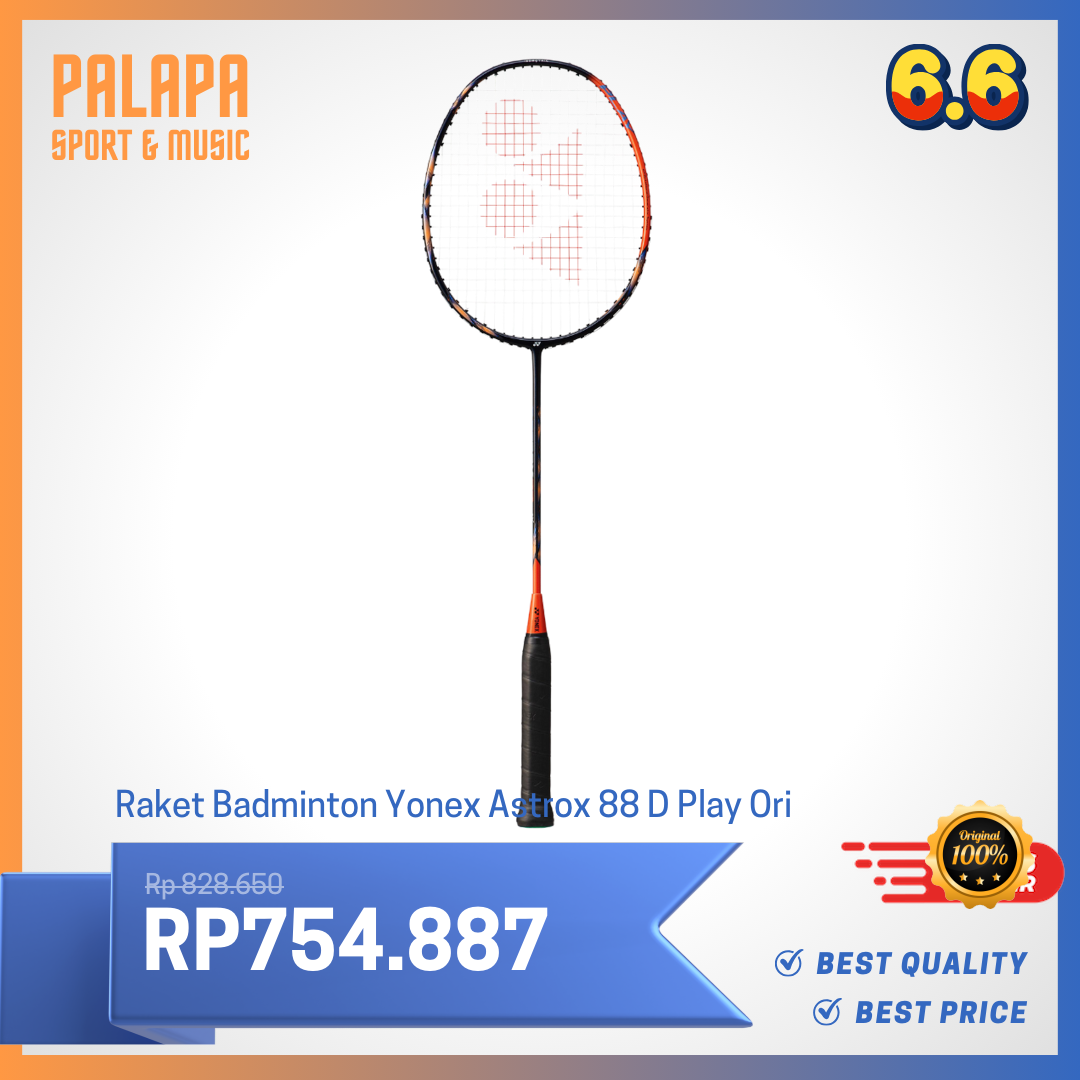 PALAPA
SPORT & MUSIC
6.6
YONEX
Raket Badminton Yonex Astrox 88 D Play Ori
Rp 828.650
RP754.887
Original
100%
BEST QUALITY
BEST PRICE